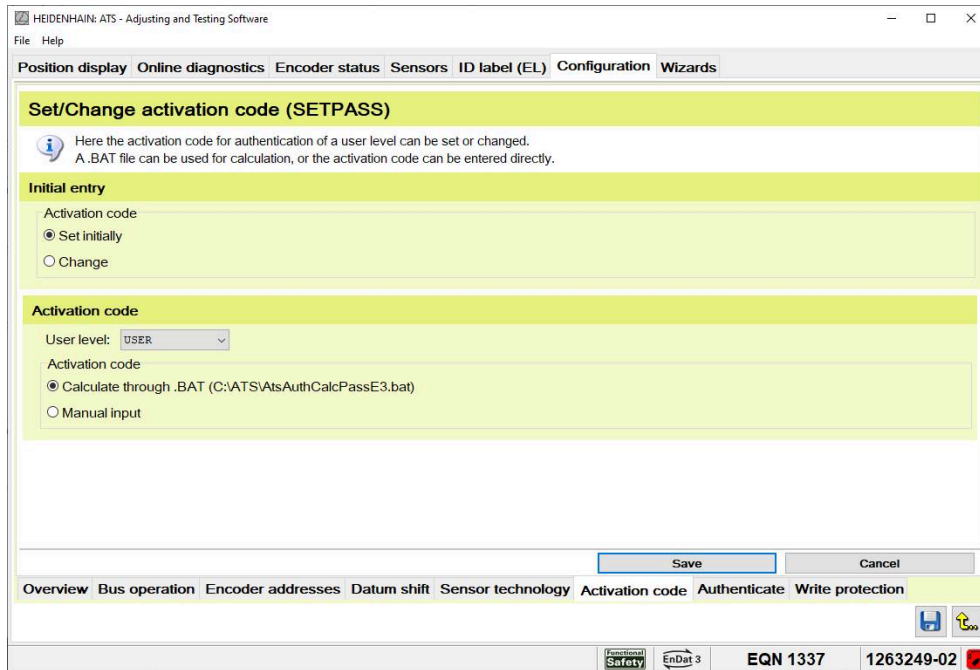 HEIDENHAIN: ATS - Adjusting and Testing Software
File Help
Position display Online diagnostics Encoder status Sensors ID label (EL) Configuration Wizards
Set/Change activation code (SETPASS)
Here the activation code for authentication of a user level can be set or changed.
A .BAT file can be used for calculation, or the activation code can be entered directly.
Initial entry
Activation code
Set initially
Change
Activation code
User level: USER
Activation code
Calculate through .BAT (C:\ATS\AtsAuthCalcPassE3.bat)
Manual input
Save Cancel
Overview Bus operation Encoder addresses Datum shift Sensor technology Activation code Authenticate Write protection
Functional Safety EnDat 3 EQN 1337 1263249-02